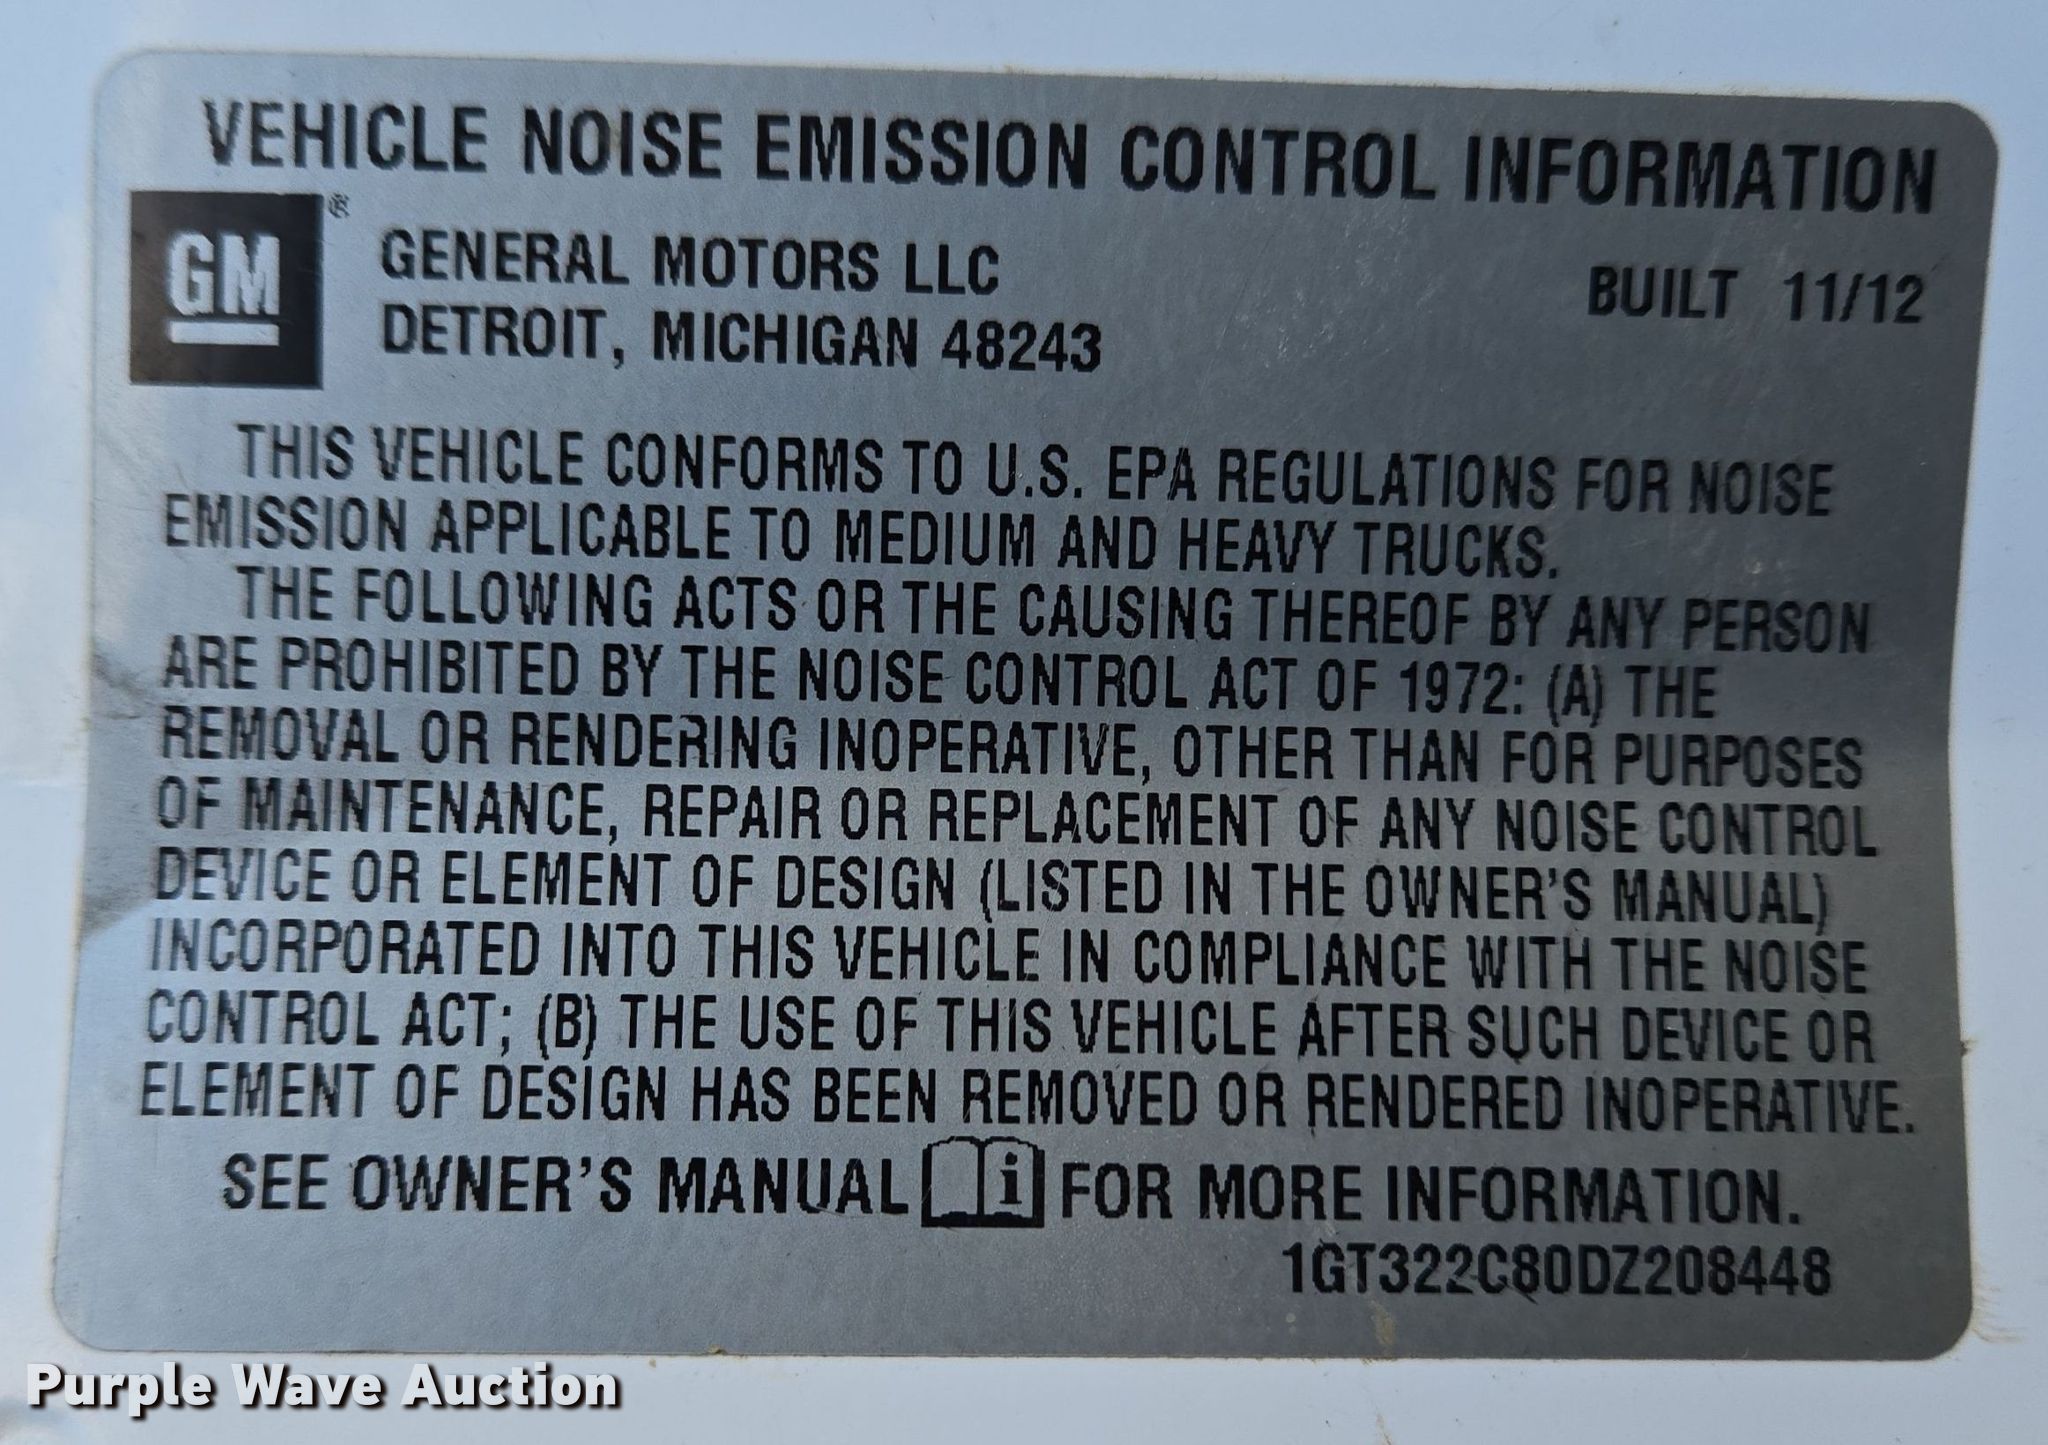 VEHICLE NOISE EMISSION CONTROL INFORMATION
GM®
GENERAL MOTORS LLC
DETROIT, MICHIGAN 48243
BUILT 11/12
THIS VEHICLE CONFORMS TO U.S. EPA REGULATIONS FOR NOISE
EMISSION APPLICABLE TO MEDIUM AND HEAVY TRUCKS.
THE FOLLOWING ACTS OR THE CAUSING THEREOF BY ANY PERSON
ARE PROHIBITED BY THE NOISE CONTROL ACT OF 1972: (A) THE
REMOVAL OR RENDERING INOPERATIVE, OTHER THAN FOR PURPOSES
OF MAINTENANCE, REPAIR OR REPLACEMENT OF ANY NOISE CONTROL
DEVICE OR ELEMENT OF DESIGN (LISTED IN THE OWNER'S MANUAL)
INCORPORATED INTO THIS VEHICLE IN COMPLIANCE WITH THE NOISE
CONTROL ACT; (B) THE USE OF THIS VEHICLE AFTER SUCH DEVICE OR
ELEMENT OF DESIGN HAS BEEN REMOVED OR RENDERED INOPERATIVE.
SEE OWNER'S MANUAL i FOR MORE INFORMATION.
1GT322C80DZ208448
Purple Wave Auction